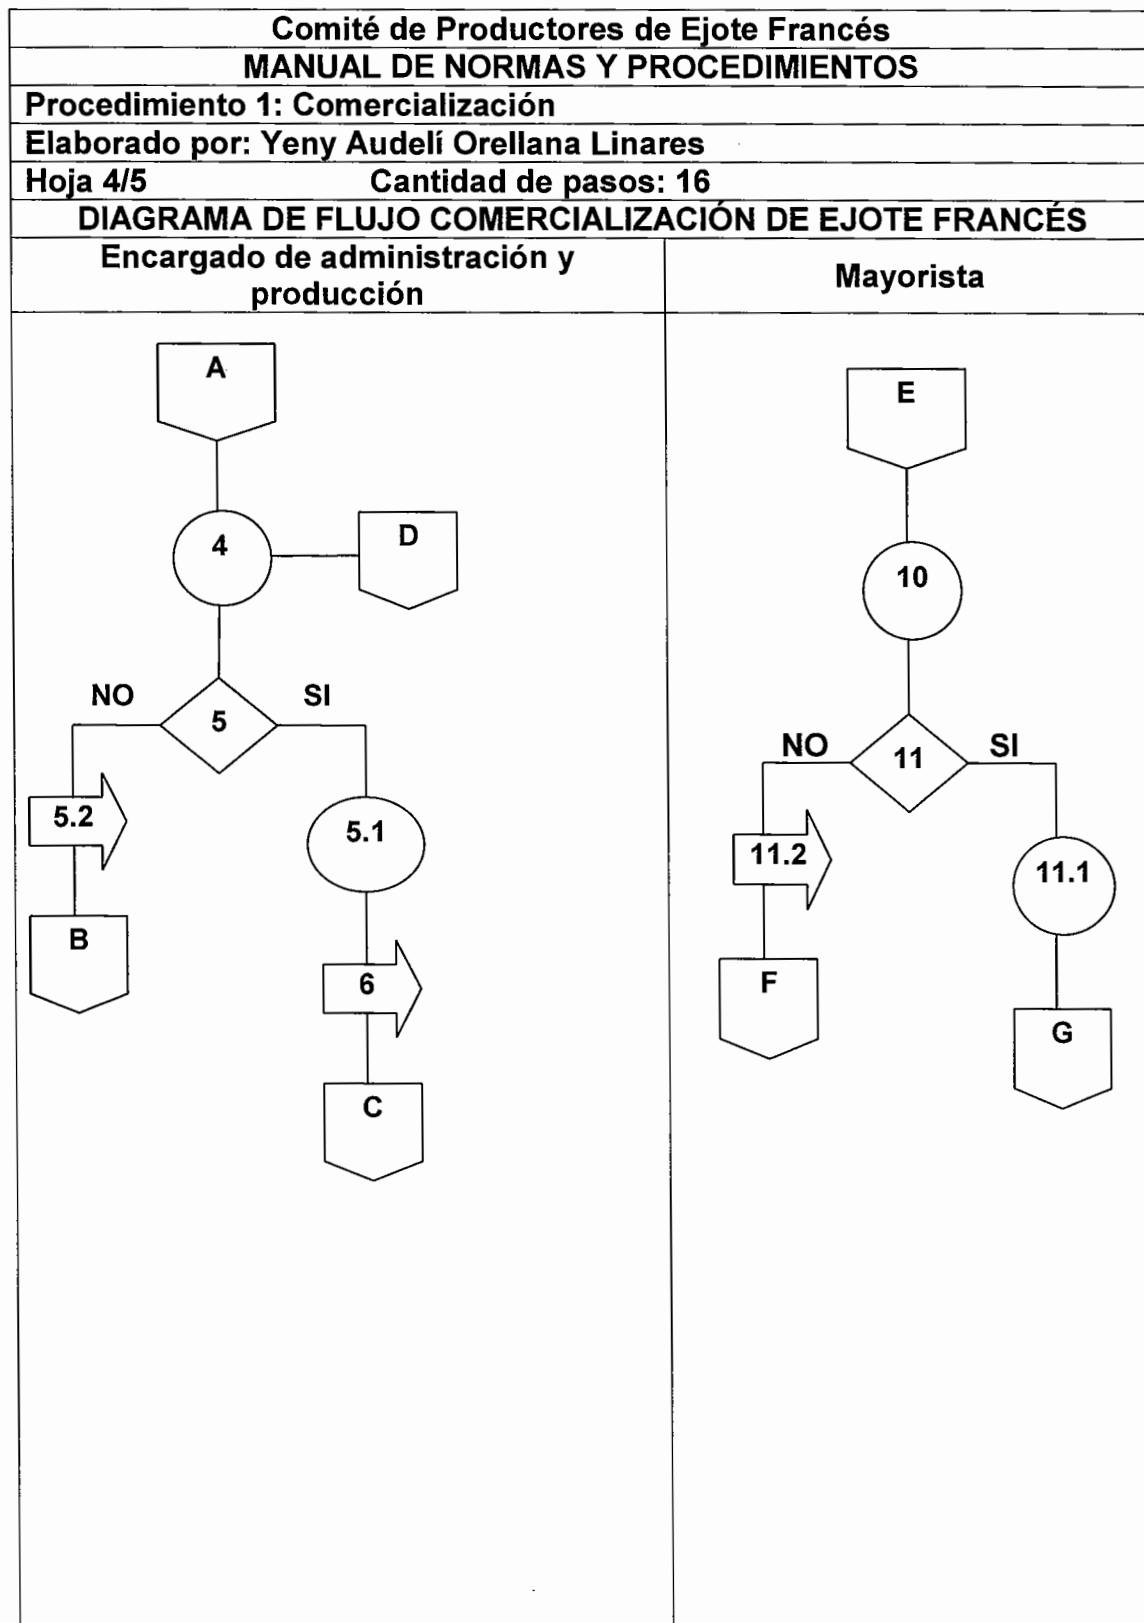 Comité de Productores de Ejote Francés
MANUAL DE NORMAS Y PROCEDIMIENTOS
Procedimiento 1: Comercialización
Elaborado por: Yeny Audelí Orellana Linares
Hoja 4/5 Cantidad de pasos: 16
DIAGRAMA DE FLUJO COMERCIALIZACIÓN DE EJOTE FRANCÉS
Encargado de administración y
producción
Mayorista
A
4
D
NO
5
SI
5.2
5.1
B
6
C
E
10
NO
11
SI
11.2
11.1
F
G